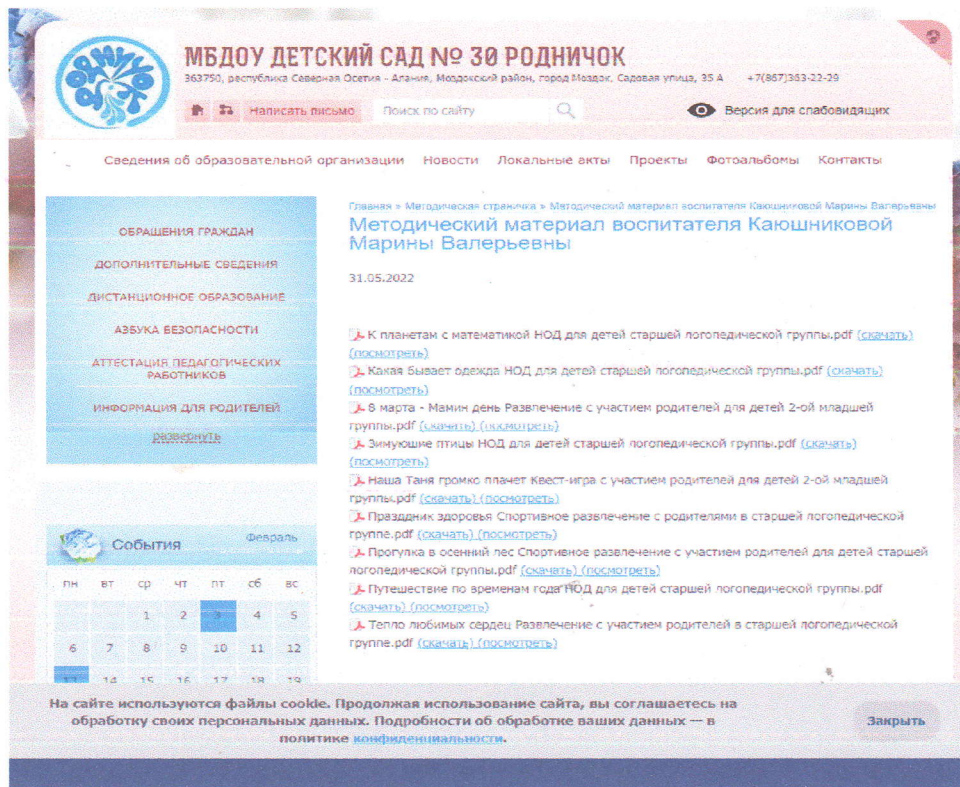 РОДНИЧОК
МБДОУ ДЕТСКИЙ САД № 30 РОДНИЧОК
363750, республика Северная Осетия - Алания, Моздокский район, город Моздок, Садовая улица, 35 А +7(867)363-22-29
Написать письмо Поиск по сайту Версия для слабовидящих
Сведения об образовательной организации Новости Локальные акты Проекты Фотоальбомы Контакты
ОБРАЩЕНИЯ ГРАЖДАН
ДОПОЛНИТЕЛЬНЫЕ СВЕДЕНИЯ
ДИСТАНЦИОННОЕ ОБРАЗОВАНИЕ
АЗБУКА БЕЗОПАСНОСТИ
АТТЕСТАЦИЯ ПЕДАГОГИЧЕСКИХ
РАБОТНИКОВ
ИНФОРМАЦИЯ ДЛЯ РОДИТЕЛЕЙ
развернуть
События Февраль
пн вт ср чт пт сб вс
1 2 3 4 5
6 7 8 9 10 11 12
13 14 15 16 17 18 19
Главная » Методическая страничка » Методический материал воспитателя Каюшниковой Марины Валерьевны
Методический материал воспитателя Каюшниковой
Марины Валерьевны
31.05.2022
К планетам с математикой НОД для детей старшей логопедической группы.pdf (скачать)
(посмотреть)
Какая бывает одежда НОД для детей старшей логопедической группы.pdf (скачать)
(посмотреть)
8 марта - Мамин день Развлечение с участием родителей для детей 2-ой младшей
группы.pdf (скачать) (посмотреть)
Зимующие птицы НОД для детей старшей логопедической группы.pdf (скачать)
(посмотреть)
Наша Таня громко плачет Квест-игра с участием родителей для детей 2-ой младшей
группы.pdf (скачать) (посмотреть)
Празддник здоровья Спортивное развлечение с родителями в старшей логопедической
группе.pdf (скачать) (посмотреть)
Прогулка в осенний лес Спортивное развлечение с участием родителей для детей старшей
логопедической группы.pdf (скачать) (посмотреть)
Путешествие по временам года НОД для детей старшей логопедической группы.pdf
(скачать) (посмотреть)
Тепло любимых сердец Развлечение с участием родителей в старшей логопедической
группе.pdf (скачать) (посмотреть)
На сайте используются файлы cookie. Продолжая использование сайта, вы соглашаетесь на
обработку своих персональных данных. Подробности об обработке ваших данных — в
политике конфиденциальности.
Закрыть